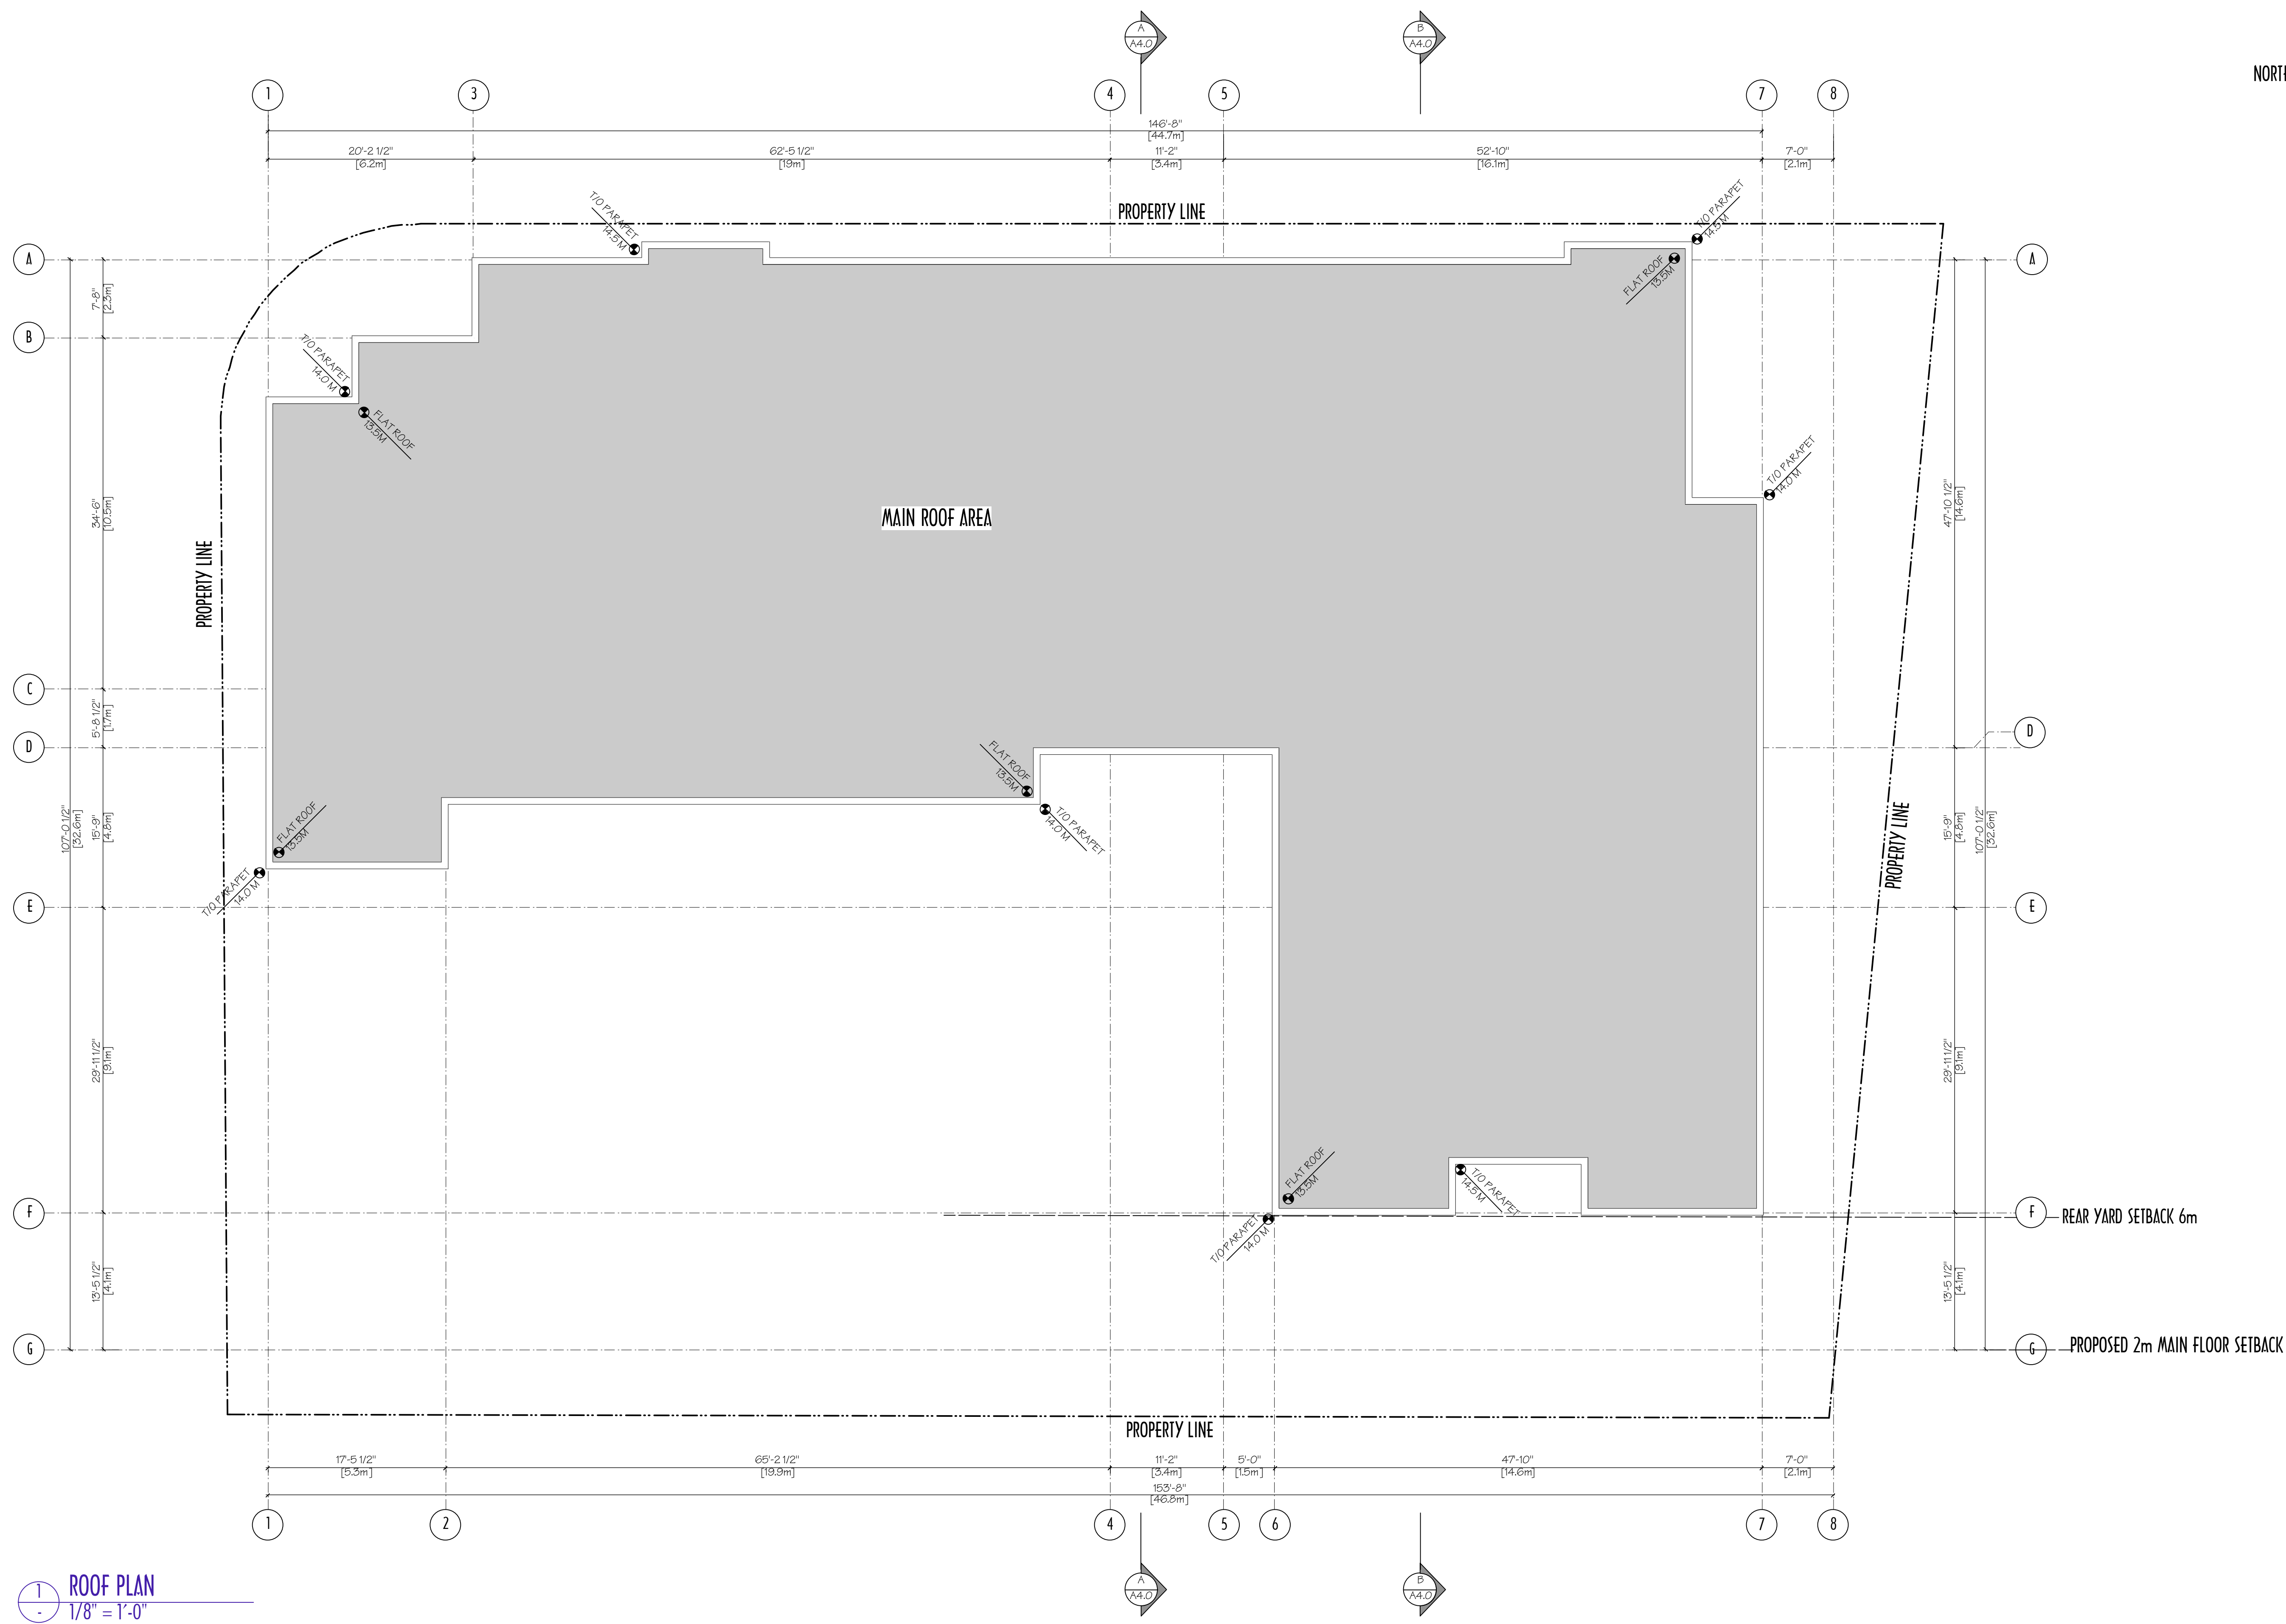 A
A4.0
B
A4.0
NORTH
1
3
4
5
7
8
146'-8"
[44.7m]
20'-2 1/2"
[6.2m]
62'-5 1/2"
[19m]
11'-2"
[3.4m]
52'-10"
[16.1m]
7'-0"
[2.1m]
PROPERTY LINE
T/O PARAPET
14.5 M
T/O PARAPET
14.5 M
A
A
7'-8"
[2.3m]
FLAT ROOF
13.5M
B
T/O PARAPET
14.0 M
FLAT ROOF
13.5M
T/O PARAPET
14.0 M
MAIN ROOF AREA
34'-6"
[10.5m]
47'-10 1/2"
[14.6m]
PROPERTY LINE
C
5'-8 1/2"
[1.7m]
D
D
FLAT ROOF
13.5M
T/O PARAPET
14.0 M
FLAT ROOF
13.5M
T/O PARAPET
14.0 M
107'-0 1/2"
[32.6m]
15'-9"
[4.8m]
15'-9"
[4.8m]
107'-0 1/2"
[32.6m]
PROPERTY LINE
E
E
29'-11 1/2"
[9.1m]
29'-11 1/2"
[9.1m]
FLAT ROOF
13.5M
T/O PARAPET
14.5 M
T/O PARAPET
14.0 M
F
F
REAR YARD SETBACK 6m
13'-5 1/2"
[4.1m]
13'-5 1/2"
[4.1m]
G
G
PROPOSED 2m MAIN FLOOR SETBACK
PROPERTY LINE
17'-5 1/2"
[5.3m]
65'-2 1/2"
[19.9m]
11'-2"
[3.4m]
5'-0"
[1.5m]
47'-10"
[14.6m]
7'-0"
[2.1m]
153'-8"
[46.8m]
1
2
4
5
6
7
8
A
A4.0
B
A4.0
1
-
ROOF PLAN
1/8" = 1'-0"